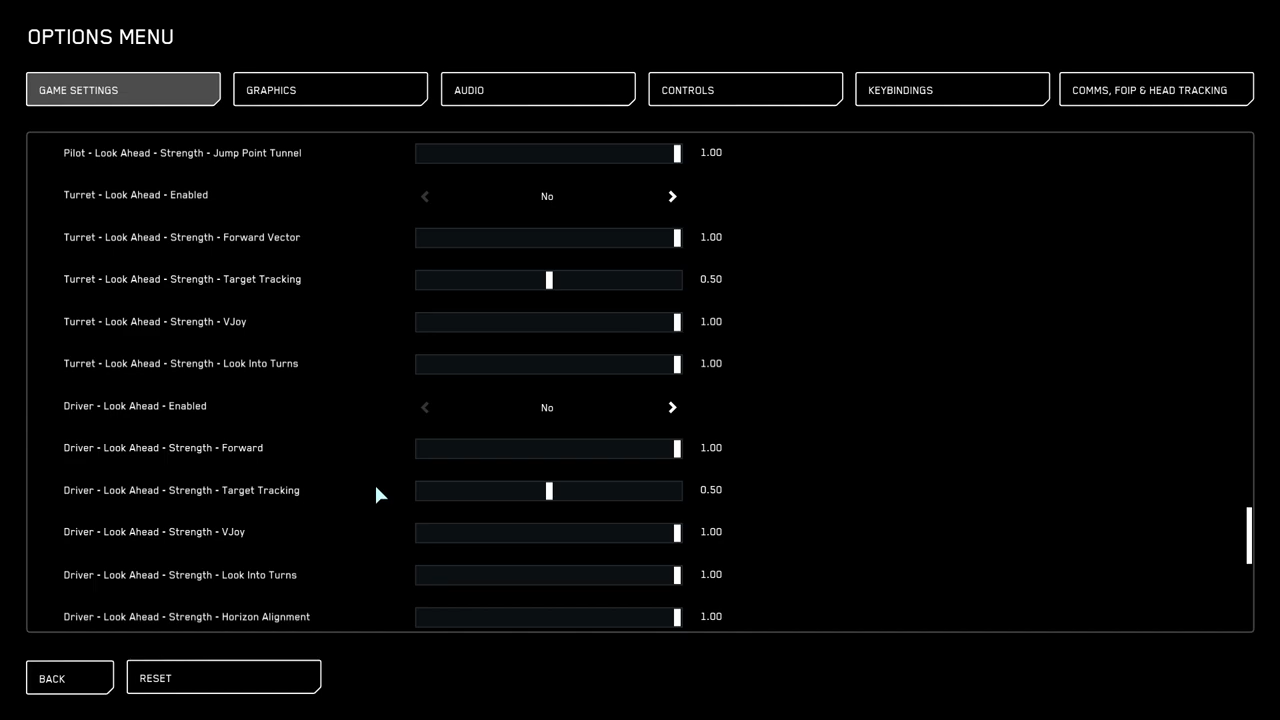 OPTIONS MENU
GAME SETTINGS
GRAPHICS
AUDIO
CONTROLS
KEYBINDINGS
COMMS, FOIP & HEAD TRACKING
Pilot - Look Ahead - Strength - Jump Point Tunnel 1.00
Turret - Look Ahead - Enabled No
Turret - Look Ahead - Strength - Forward Vector 1.00
Turret - Look Ahead - Strength - Target Tracking 0.50
Turret - Look Ahead - Strength - VJoy 1.00
Turret - Look Ahead - Strength - Look Into Turns 1.00
Driver - Look Ahead - Enabled No
Driver - Look Ahead - Strength - Forward 1.00
Driver - Look Ahead - Strength - Target Tracking 0.50
Driver - Look Ahead - Strength - VJoy 1.00
Driver - Look Ahead - Strength - Look Into Turns 1.00
Driver - Look Ahead - Strength - Horizon Alignment 1.00
BACK
RESET